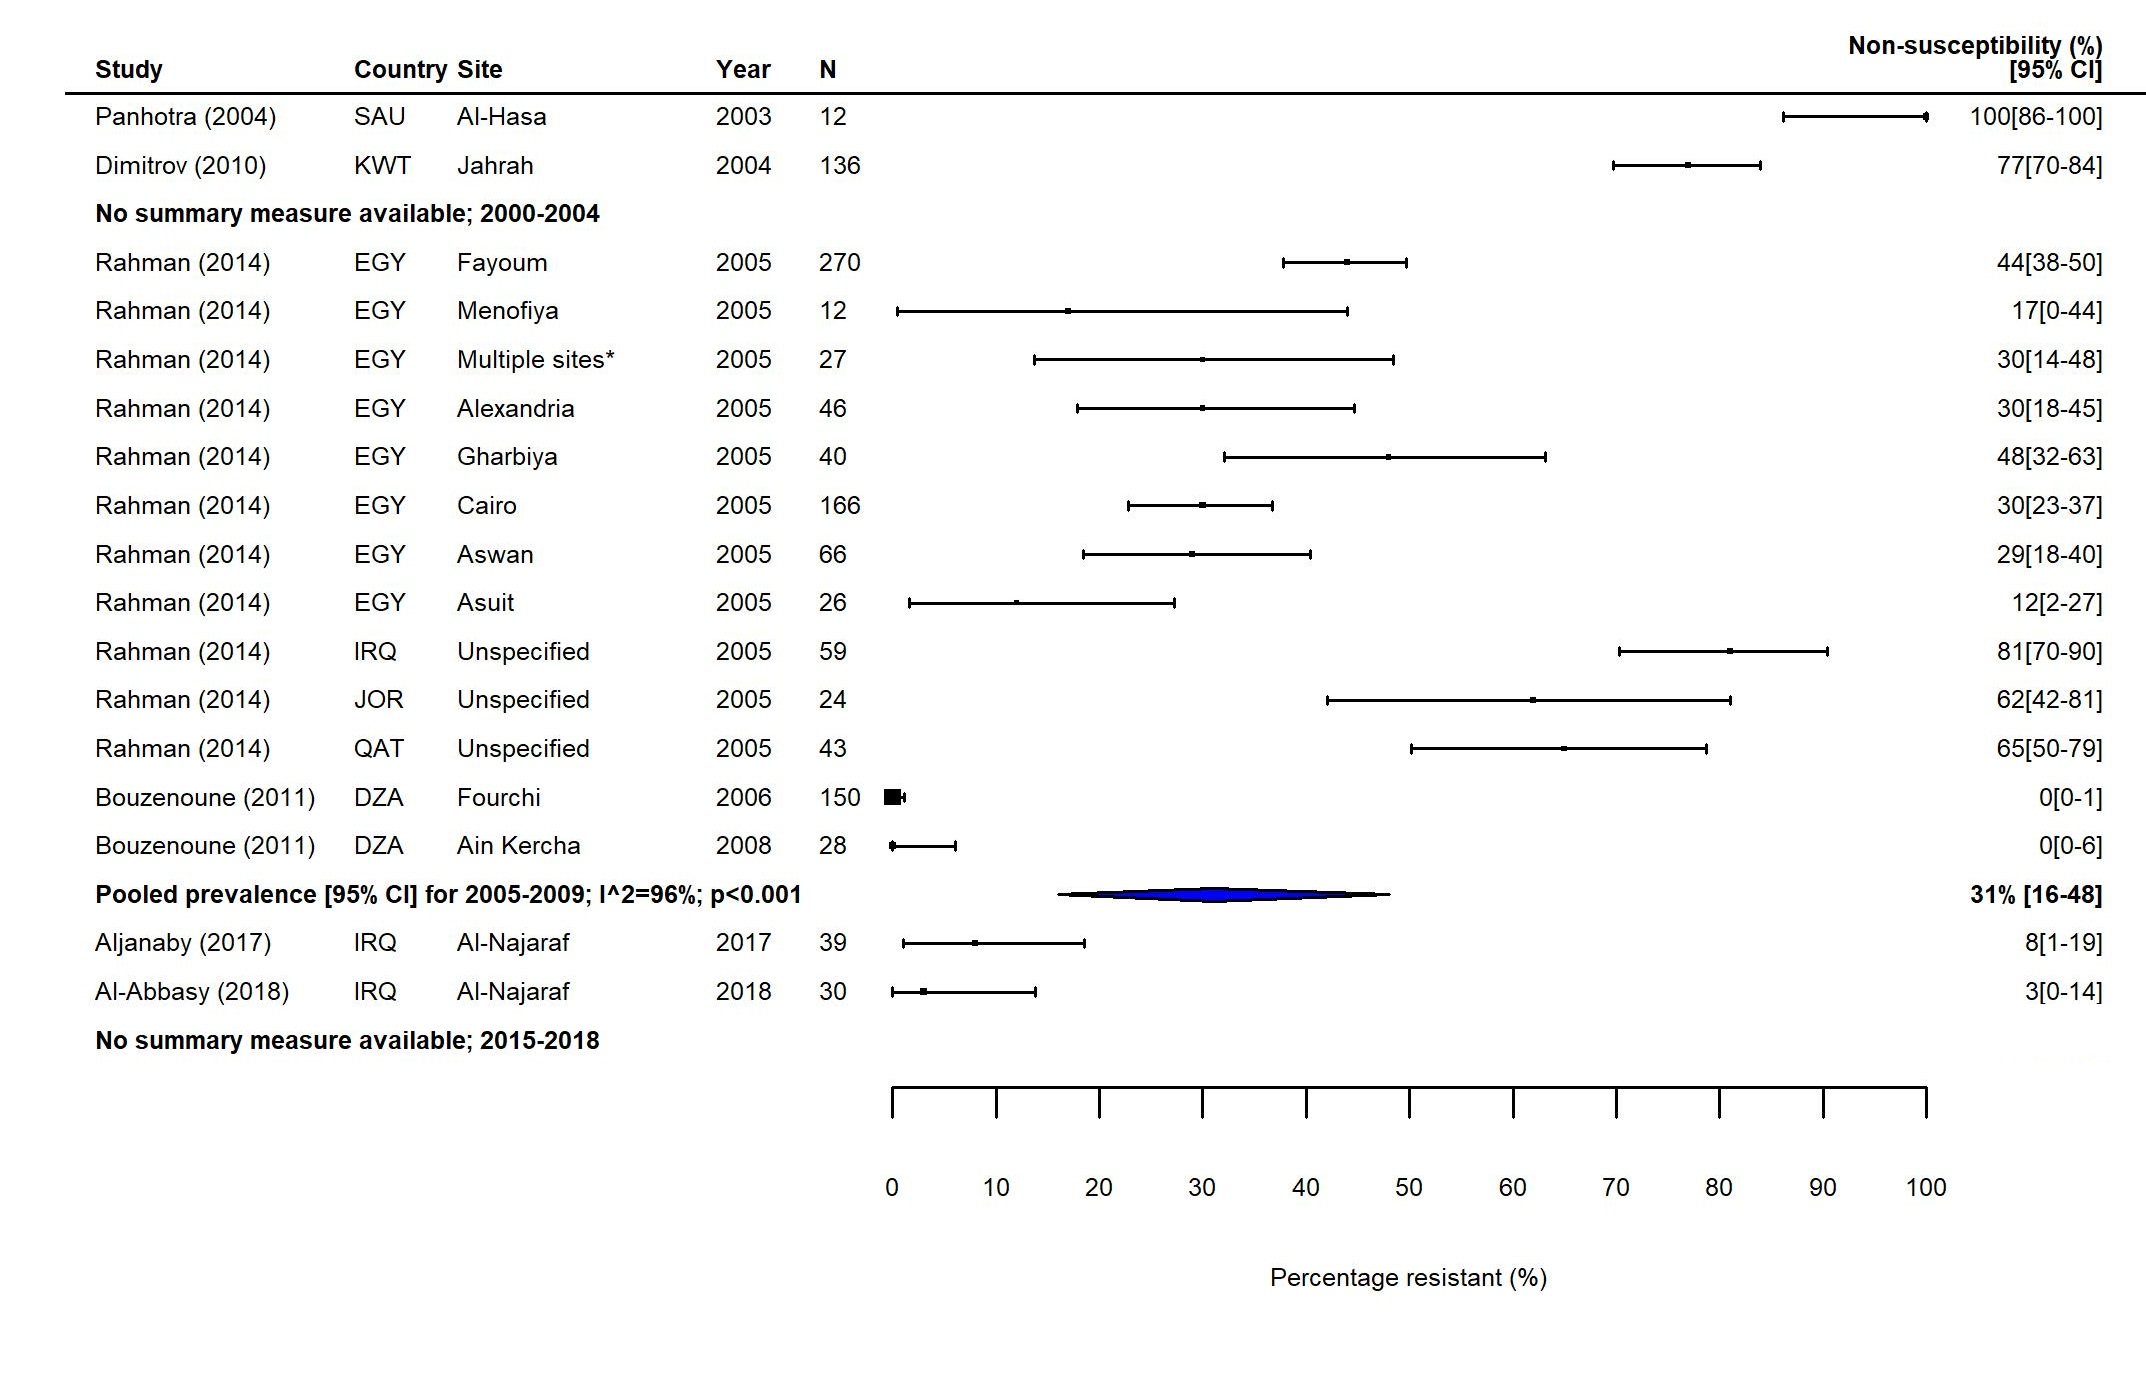 Non-susceptibility (%)
Study Country Site Year N [95% CI]
Panhotra (2004) SAU Al-Hasa 2003 12 100[86-100]
Dimitrov (2010) KWT Jahrah 2004 136 77[70-84]
No summary measure available; 2000-2004
Rahman (2014) EGY Fayoum 2005 270 44[38-50]
Rahman (2014) EGY Menofiya 2005 12 17[0-44]
Rahman (2014) EGY Multiple sites* 2005 27 30[14-48]
Rahman (2014) EGY Alexandria 2005 46 30[18-45]
Rahman (2014) EGY Gharbiya 2005 40 48[32-63]
Rahman (2014) EGY Cairo 2005 166 30[23-37]
Rahman (2014) EGY Aswan 2005 66 29[18-40]
Rahman (2014) EGY Asuit 2005 26 12[2-27]
Rahman (2014) IRQ Unspecified 2005 59 81[70-90]
Rahman (2014) JOR Unspecified 2005 24 62[42-81]
Rahman (2014) QAT Unspecified 2005 43 65[50-79]
Bouzenoune (2011) DZA Fourchi 2006 150 0[0-1]
Bouzenoune (2011) DZA Ain Kercha 2008 28 0[0-6]
Pooled prevalence [95% CI] for 2005-2009; I^2=96%; p<0.001 31% [16-48]
Aljanaby (2017) IRQ Al-Najaraf 2017 39 8[1-19]
Al-Abbasy (2018) IRQ Al-Najaraf 2018 30 3[0-14]
No summary measure available; 2015-2018
0 10 20 30 40 50 60 70 80 90 100
Percentage resistant (%)